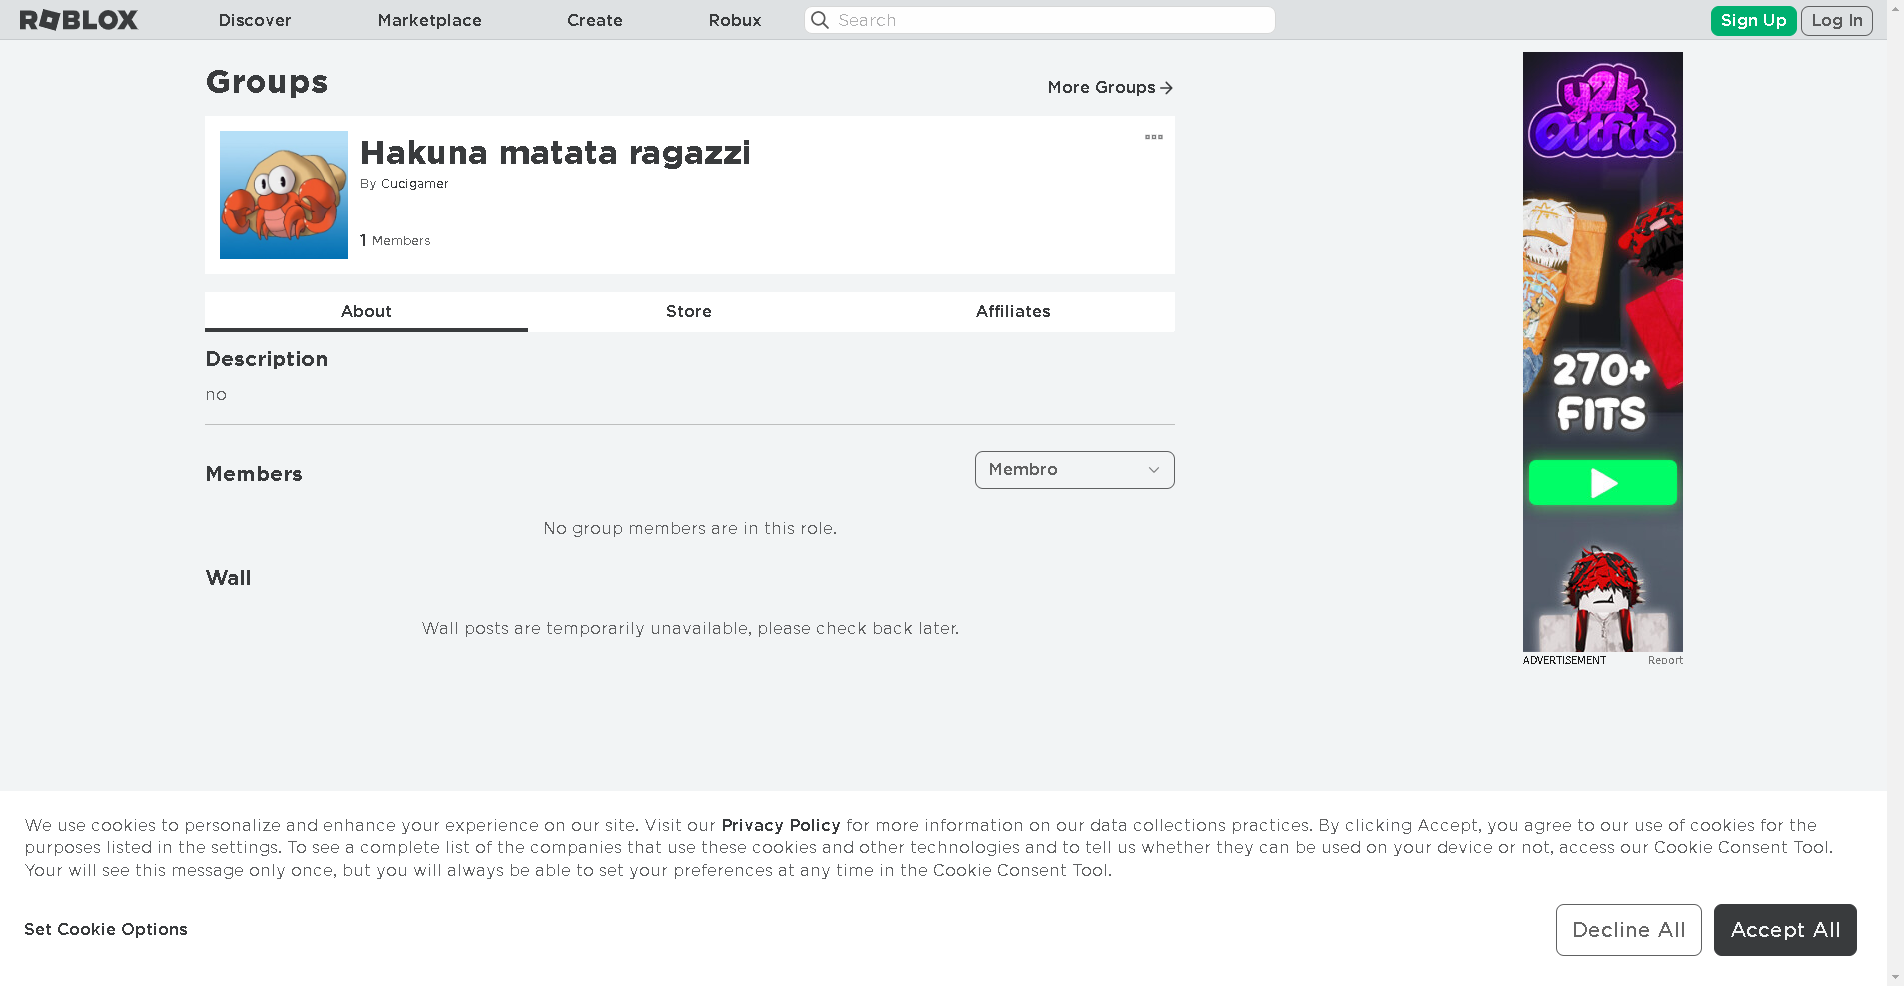 ROBLOX Discover Marketplace Create Robux Search Sign Up Log In
Groups
More Groups
Hakuna matata ragazzi
By Cucigamer
1 Members
About Store Affiliates
Description
no
Members
Membro
No group members are in this role.
Wall
Wall posts are temporarily unavailable, please check back later.
y2k
Outfits
270+
FITS
ADVERTISEMENT Report
We use cookies to personalize and enhance your experience on our site. Visit our Privacy Policy for more information on our data collections practices. By clicking Accept, you agree to our use of cookies for the
purposes listed in the settings. To see a complete list of the companies that use these cookies and other technologies and to tell us whether they can be used on your device or not, access our Cookie Consent Tool.
Your will see this message only once, but you will always be able to set your preferences at any time in the Cookie Consent Tool.
Set Cookie Options
Decline All
Accept All